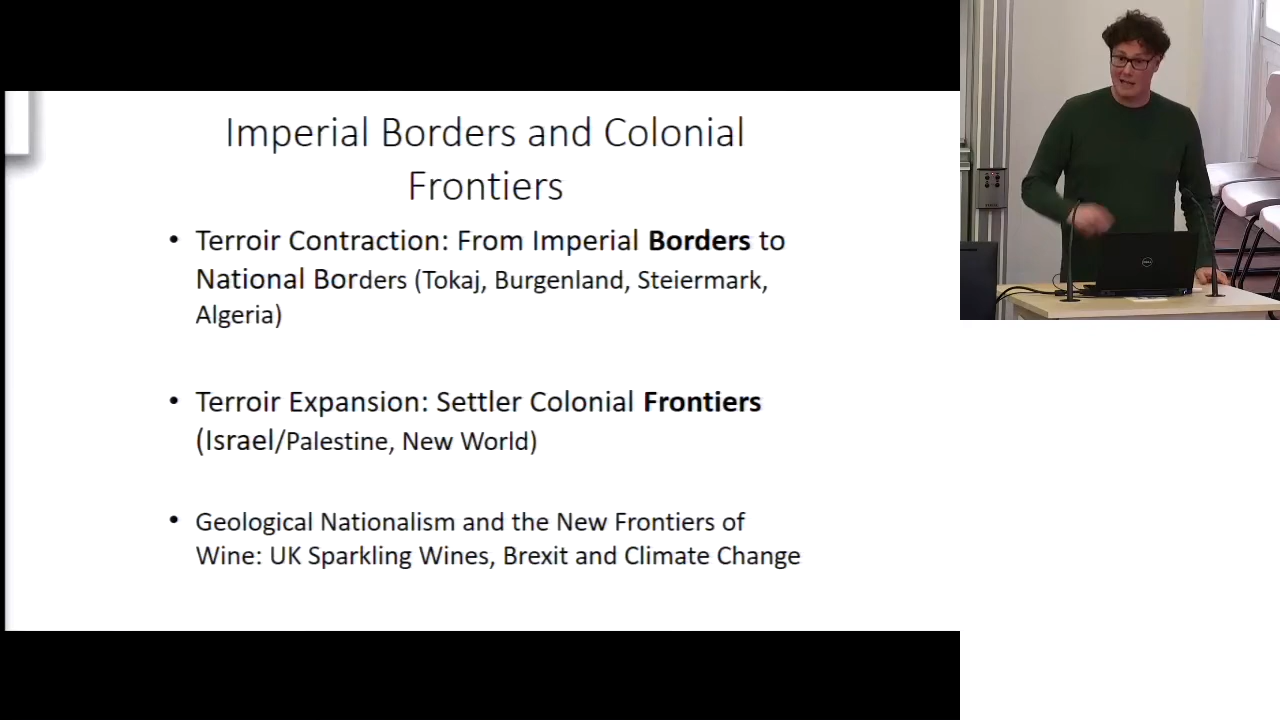 Imperial Borders and Colonial
Frontiers
• Terroir Contraction: From Imperial Borders to
National Borders (Tokaj, Burgenland, Steiermark,
Algeria)
• Terroir Expansion: Settler Colonial Frontiers
(Israel/Palestine, New World)
• Geological Nationalism and the New Frontiers of
Wine: UK Sparkling Wines, Brexit and Climate Change
DELL